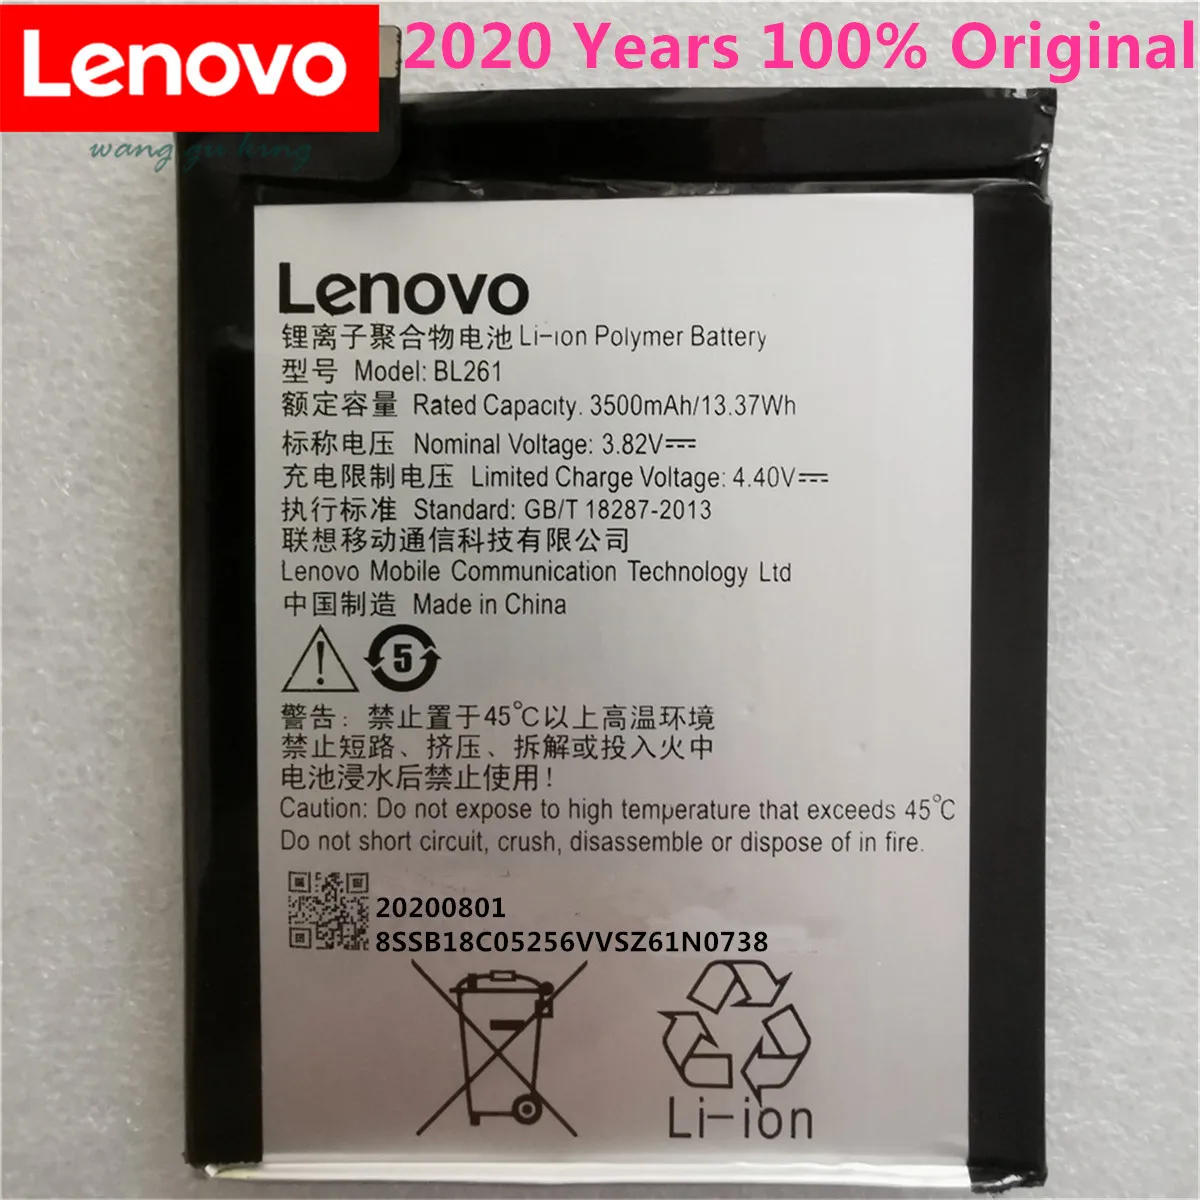 Lenovo
2020 Years 100% Original
wang gu king
Lenovo
锂离子聚合物电池 Li-ion Polymer Battery
型号 Model: BL261
额定容量 Rated Capacity. 3500mAh/13.37Wh
标称电压 Nominal Voltage: 3.82V⎓
充电限制电压 Limited Charge Voltage: 4.40V⎓
执行标准 Standard: GB/T 18287-2013
联想移动通信科技有限公司
Lenovo Mobile Communication Technology Ltd
中国制造 Made in China
5
警告: 禁止置于45℃以上高温环境
禁止短路、挤压、拆解或投入火中
电池浸水后禁止使用!
Caution: Do not expose to high temperature that exceeds 45℃
Do not short circuit, crush, disassemble or dispose of in fire.
20200801
8SSB18C05256VVSZ61N0738
Li-ion